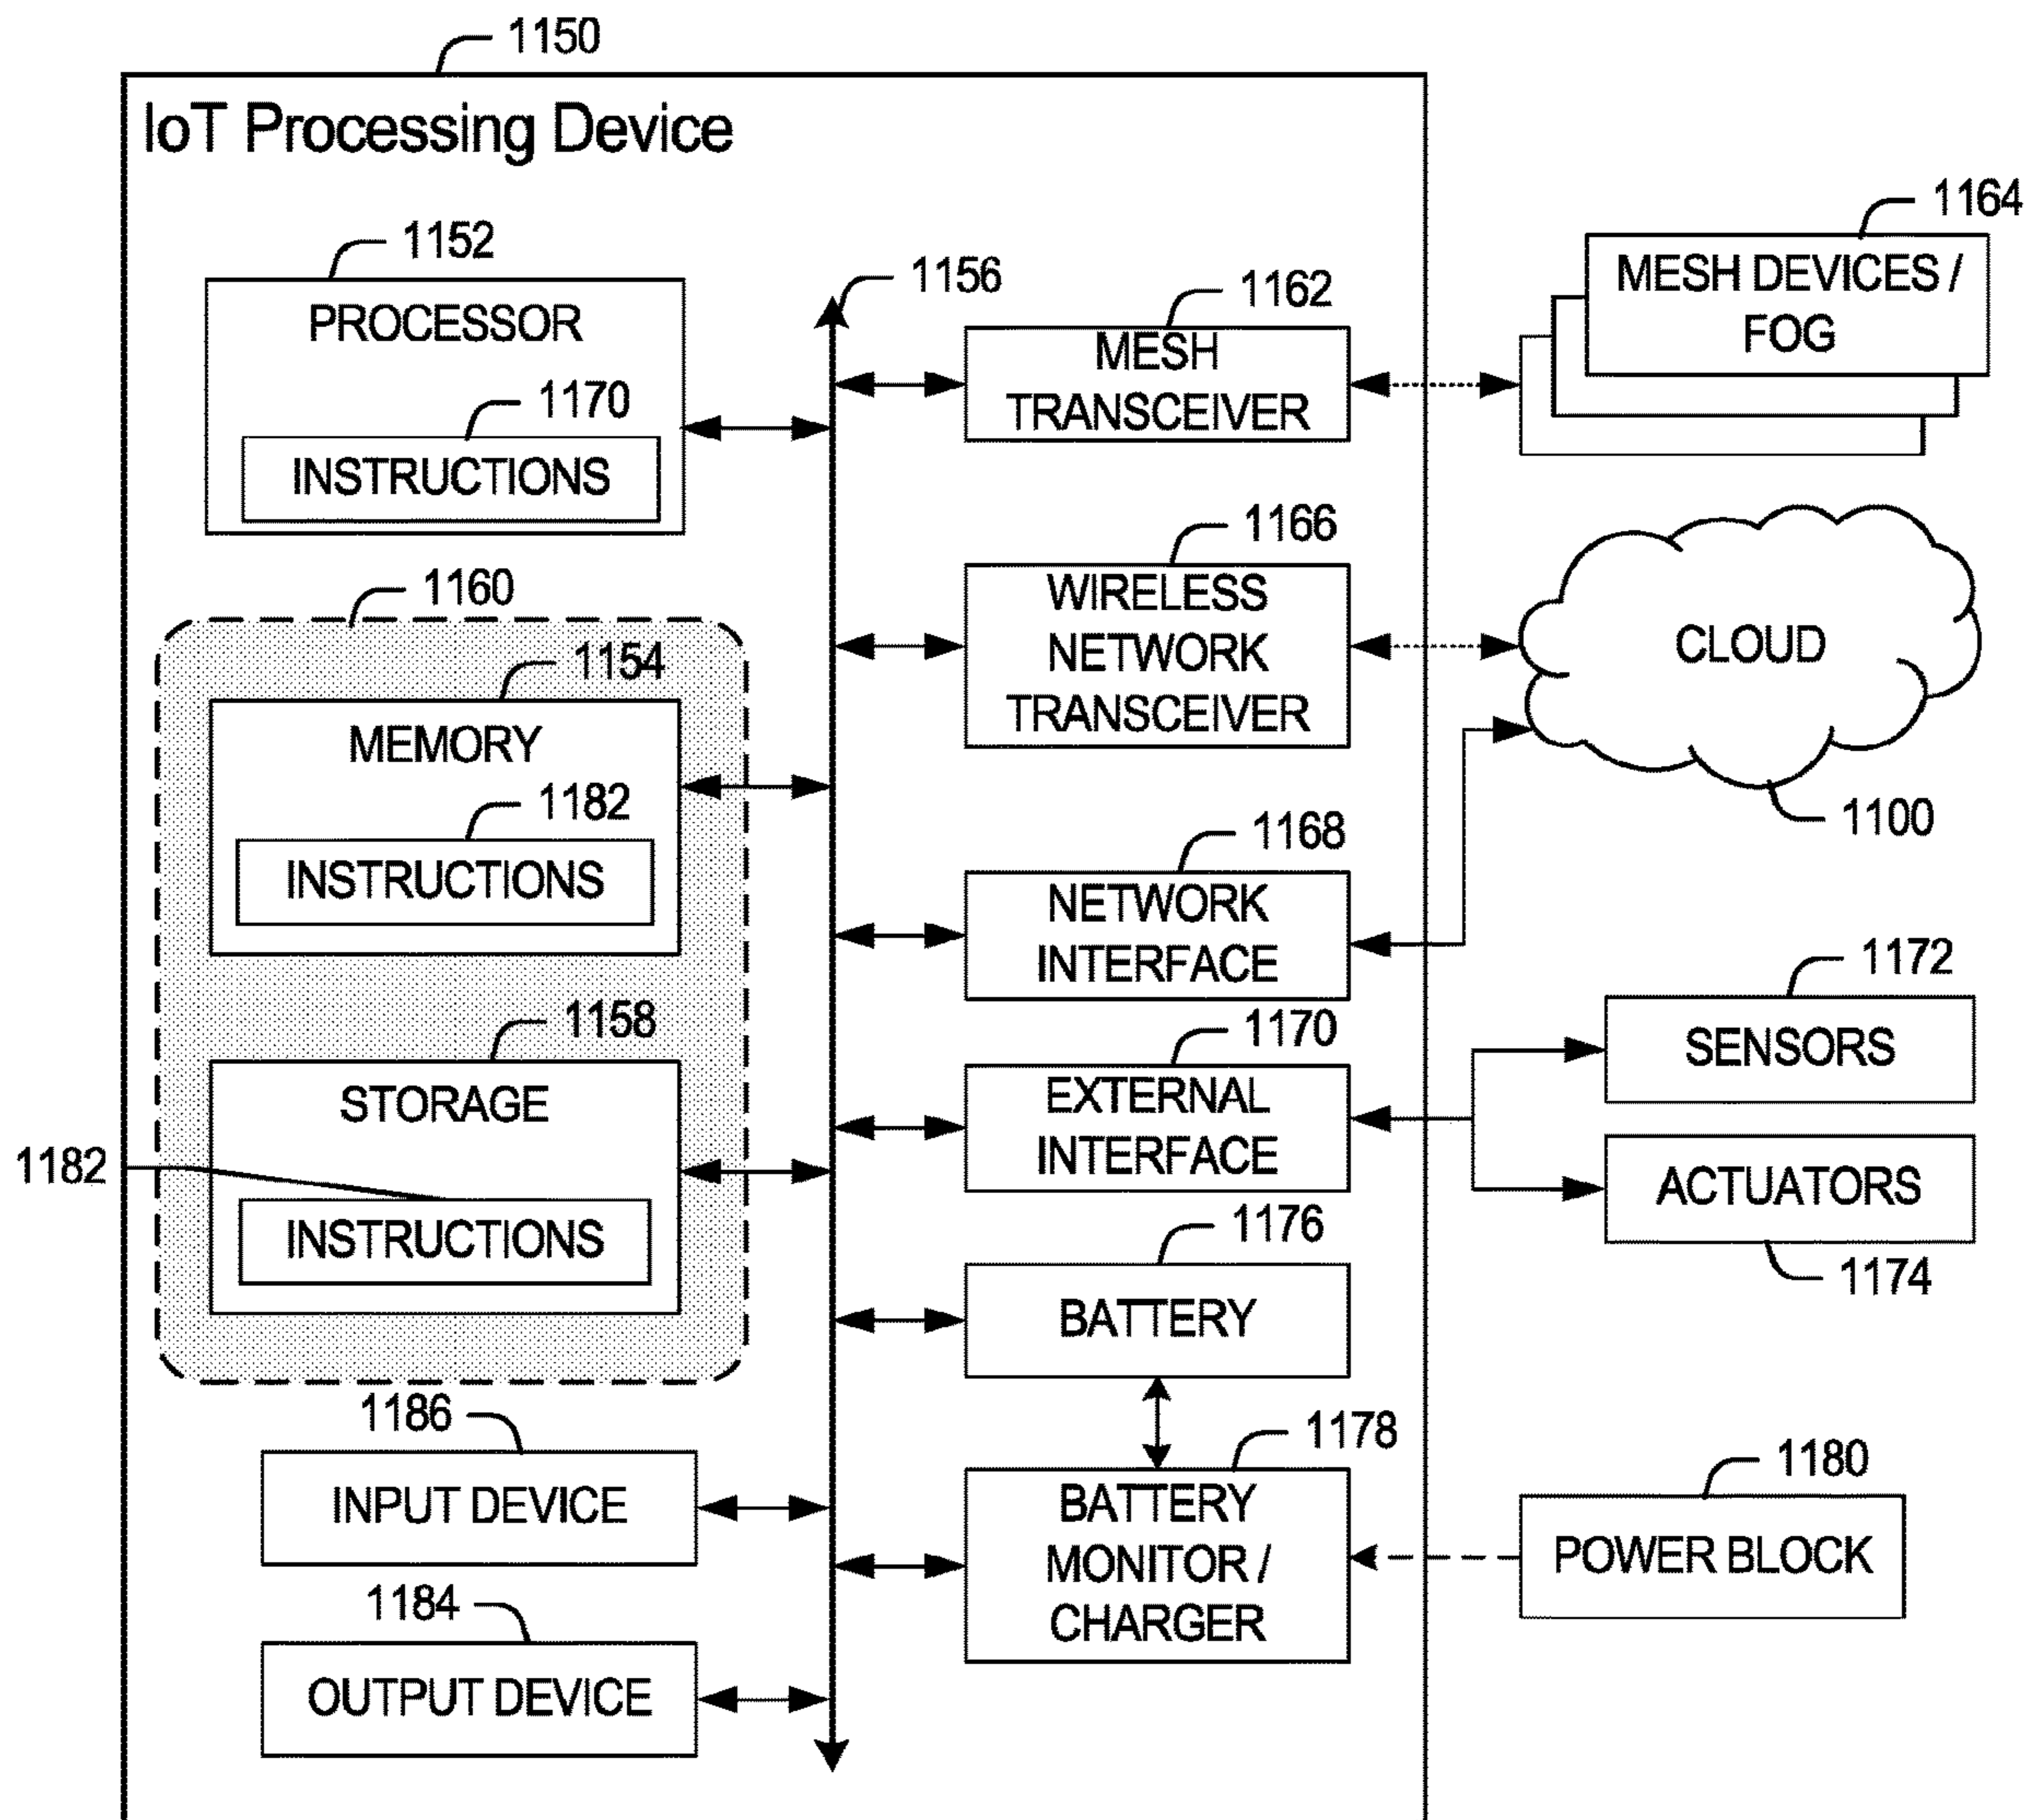 1150
IoT Processing Device
1164
MESH DEVICES /
FOG
1152
PROCESSOR
1170
INSTRUCTIONS
1156
1162
MESH
TRANSCEIVER
1166
WIRELESS
NETWORK
TRANSCEIVER
CLOUD
1100
1160
1154
MEMORY
1182
INSTRUCTIONS
1168
NETWORK
INTERFACE
1172
SENSORS
1158
STORAGE
1182
INSTRUCTIONS
1170
EXTERNAL
INTERFACE
ACTUATORS
1174
1176
BATTERY
1186
INPUT DEVICE
1178
BATTERY
MONITOR /
CHARGER
1180
POWER BLOCK
1184
OUTPUT DEVICE